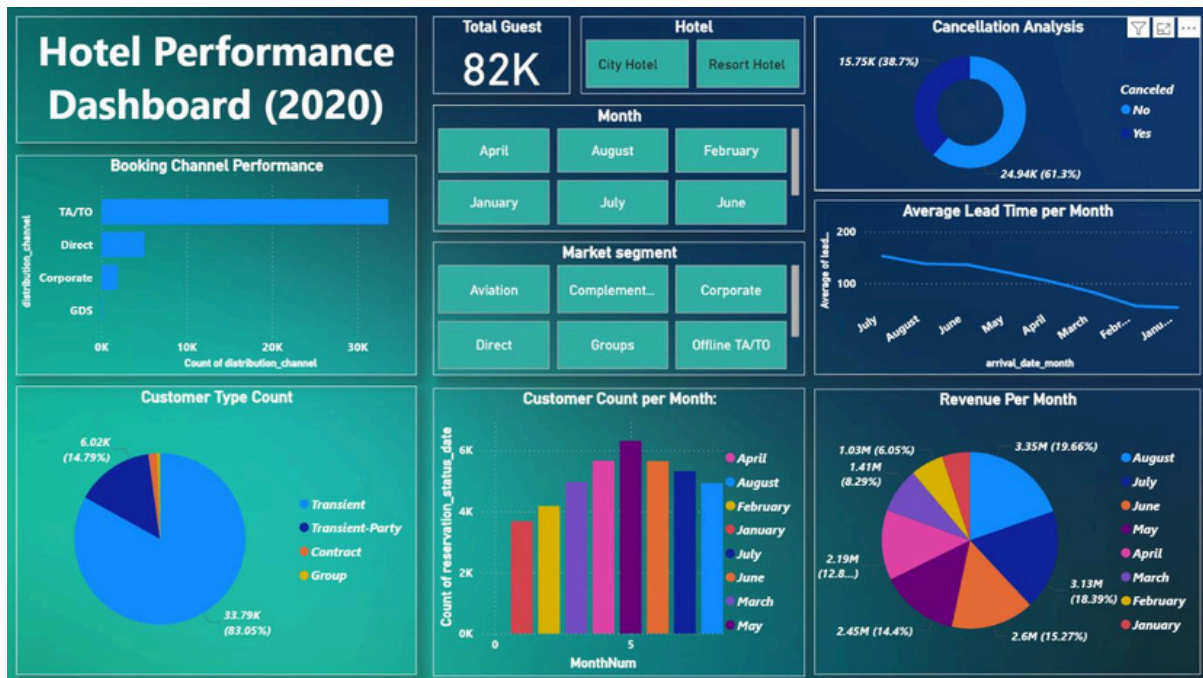 Hotel Performance
Dashboard (2020)
Total Guest
82K
Hotel
City Hotel
Resort Hotel
Cancellation Analysis
15.75K (38.7%)
24.94K (61.3%)
Canceled
No
Yes
Month
April
August
February
January
July
June
Booking Channel Performance
distribution_channel
TA/TO
Direct
Corporate
GDS
0K
10K
20K
30K
Count of distribution_channel
Market segment
Aviation
Complement...
Corporate
Direct
Groups
Offline TA/TO
Average Lead Time per Month
Average of lead...
200
100
July
August
June
May
April
March
Febr...
Janu...
arrival_date_month
Customer Type Count
6.02K
(14.79%)
33.79K
(83.05%)
Transient
Transient-Party
Contract
Group
Customer Count per Month:
Count of reservation_status_date
6K
4K
2K
0K
0
5
MonthNum
April
August
February
January
July
June
March
May
Revenue Per Month
3.35M (19.66%)
3.13M
(18.39%)
2.6M (15.27%)
2.45M (14.4%)
2.19M
(12.8...)
1.41M
(8.29%)
1.03M (6.05%)
August
July
June
May
April
March
February
January